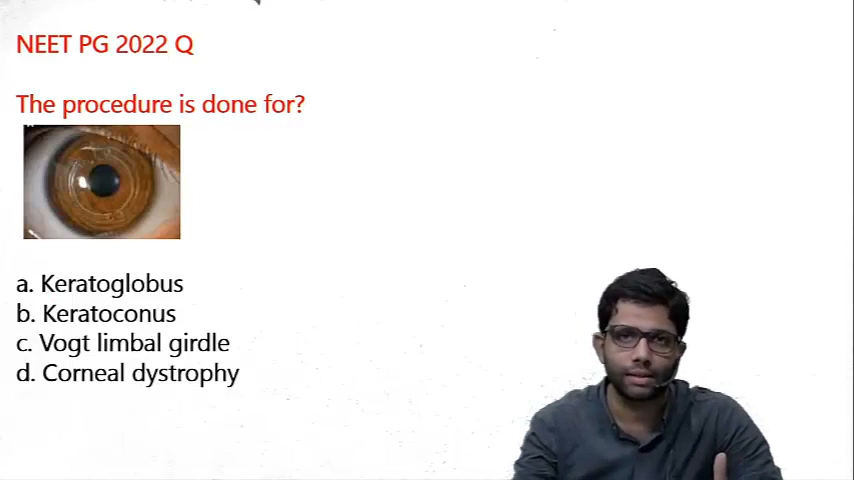 NEET PG 2022 Q
The procedure is done for?
a. Keratoglobus
b. Keratoconus
c. Vogt limbal girdle
d. Corneal dystrophy